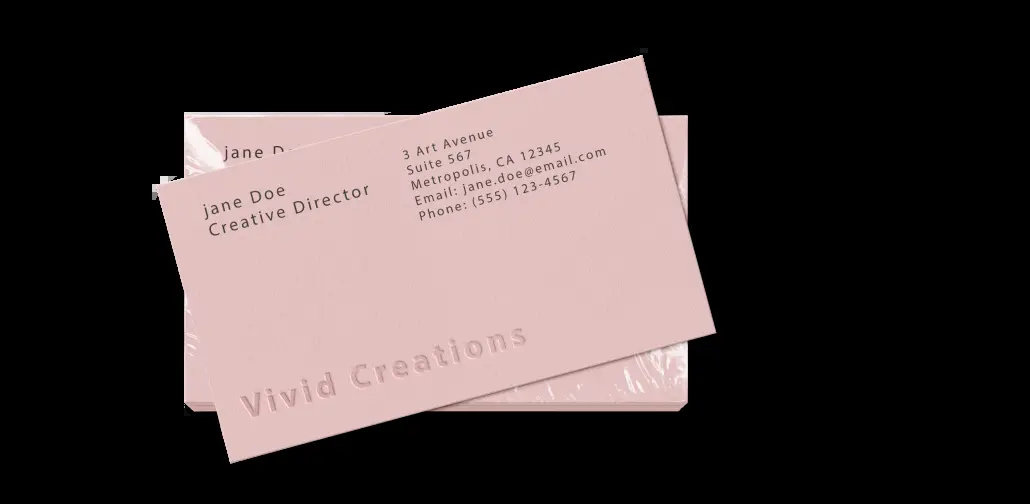 jane D
jane Doe
Creative Director
3 Art Avenue
Suite 567
Metropolis, CA 12345
Email: jane.doe@email.com
Phone: (555) 123-4567
Vivid Creations